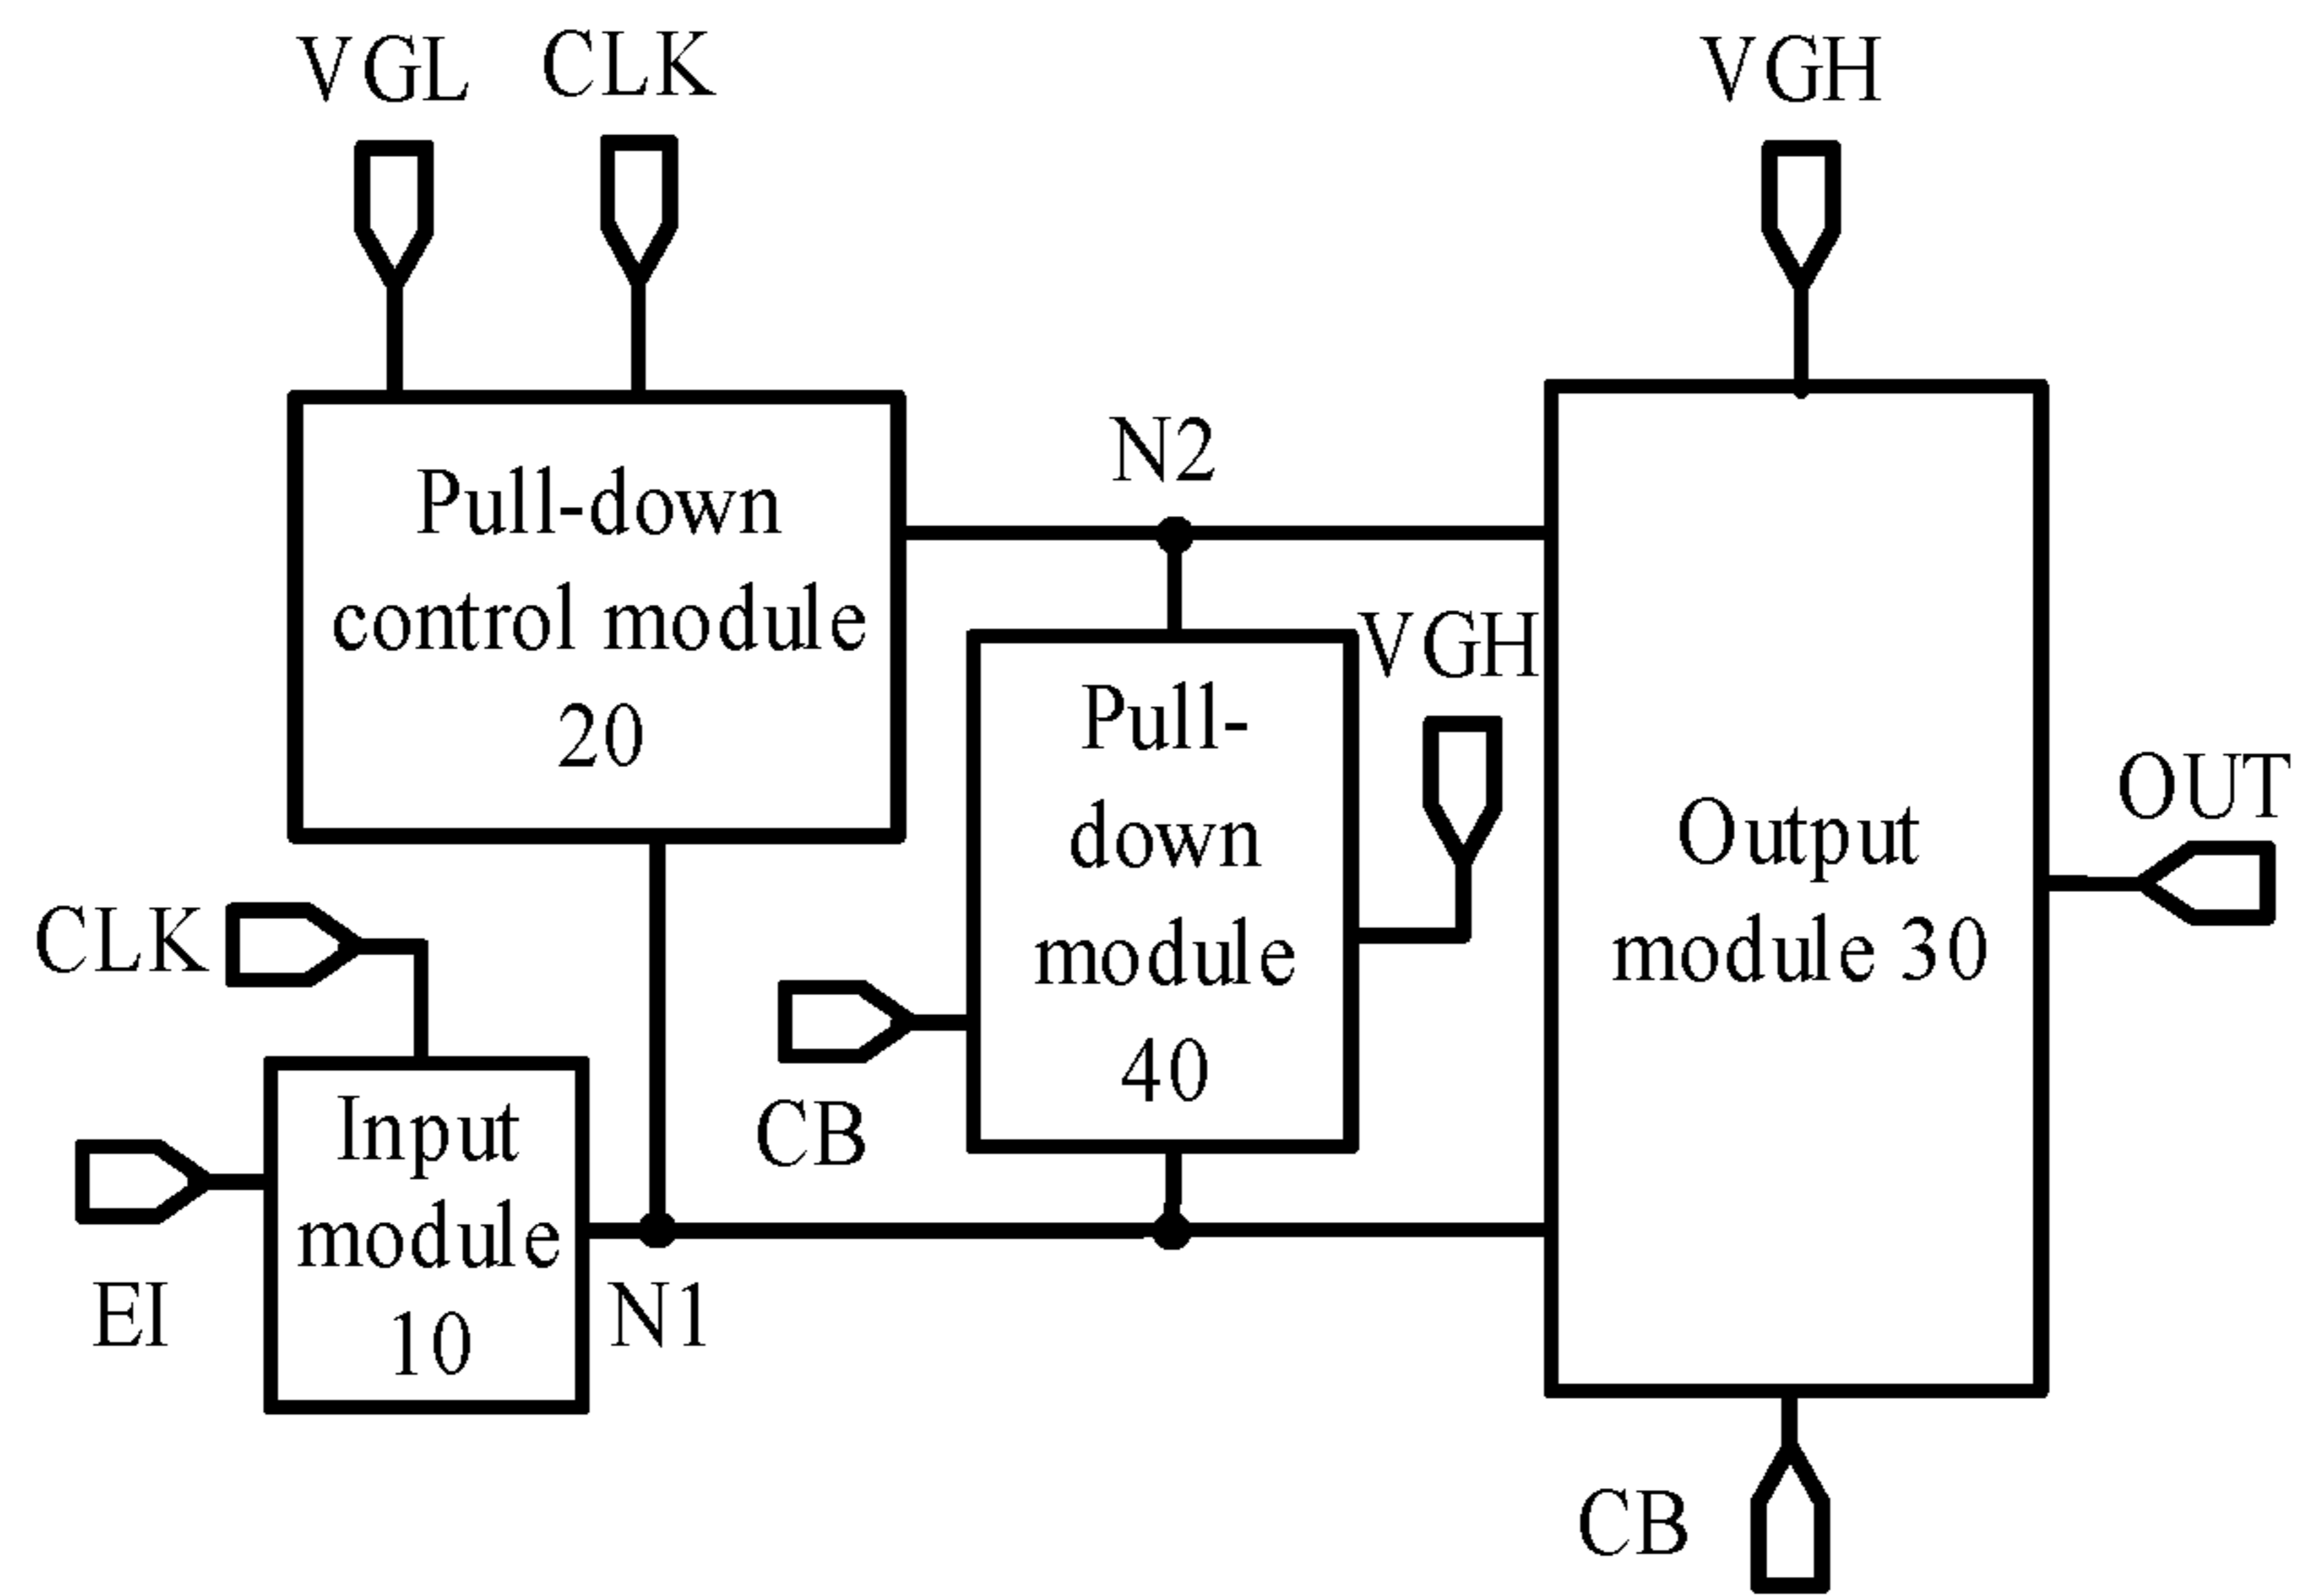 VGL
CLK
VGH
N2
Pull-down
control module
20
VGH
Pull-
down
module
40
Output
module 30
OUT
CLK
CB
Input
module
10
EI
N1
CB